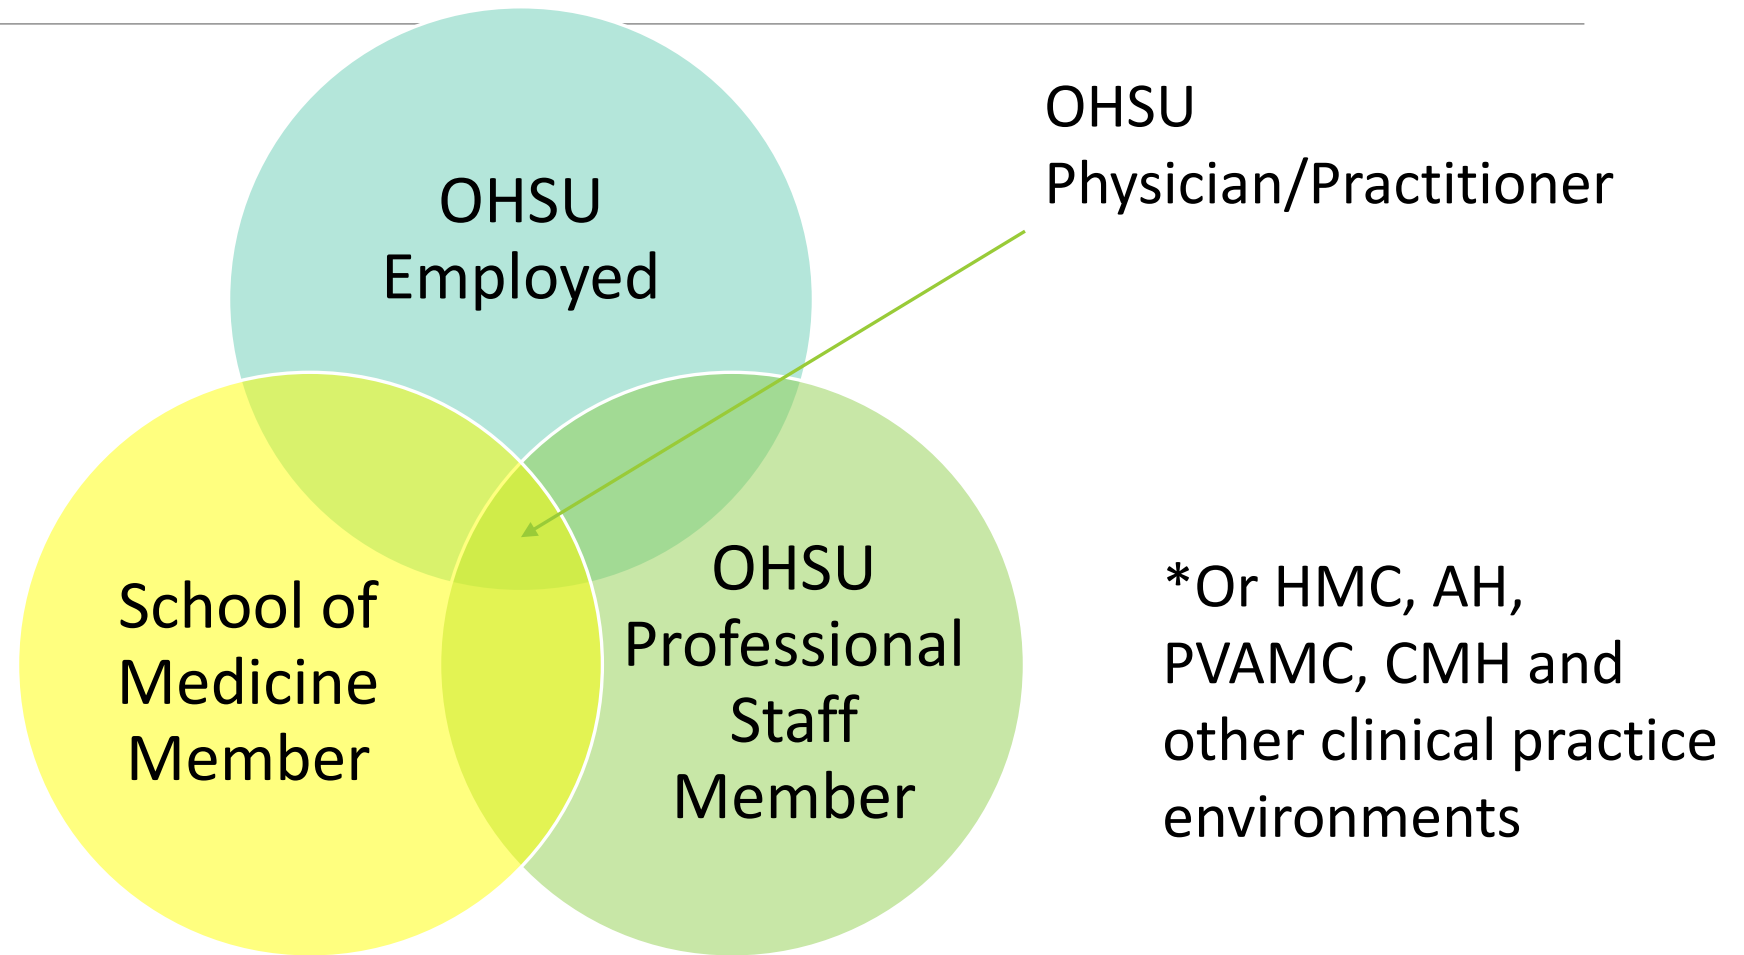 OHSU
Employed
OHSU
Physician/Practitioner
School of
Medicine
Member
OHSU
Professional
Staff
Member
*Or HMC, AH,
PVAMC, CMH and
other clinical practice
environments